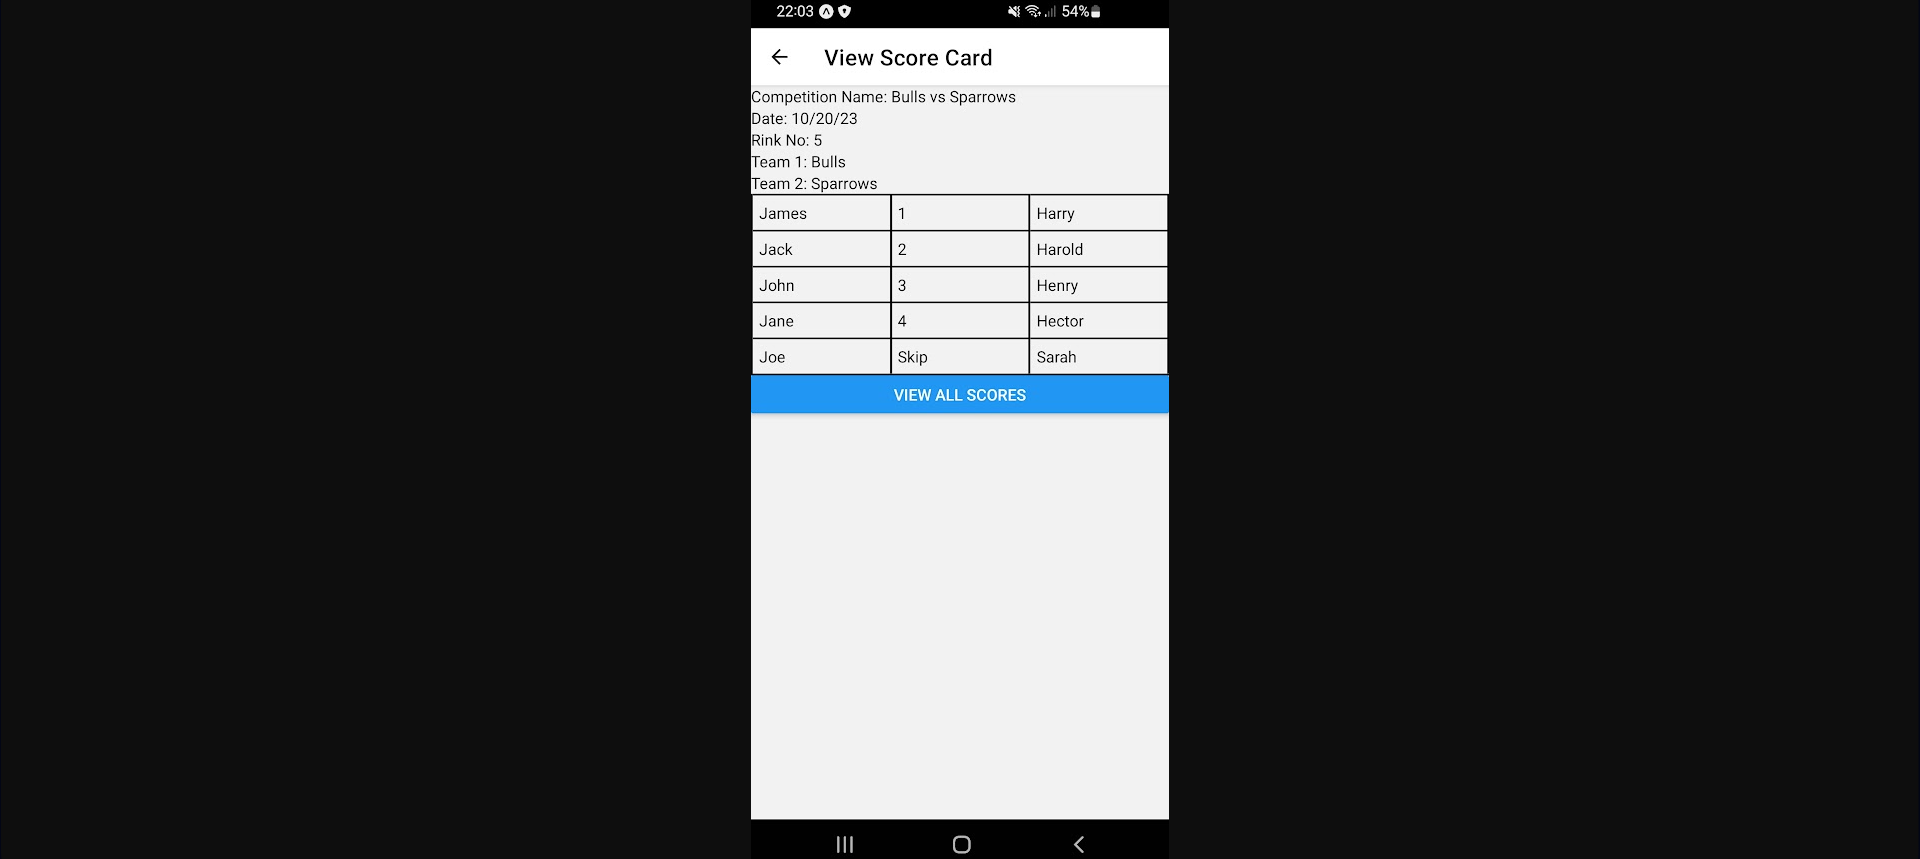 22:03 54%
View Score Card
Competition Name: Bulls vs Sparrows
Date: 10/20/23
Rink No: 5
Team 1: Bulls
Team 2: Sparrows
James 1 Harry
Jack 2 Harold
John 3 Henry
Jane 4 Hector
Joe Skip Sarah
VIEW ALL SCORES